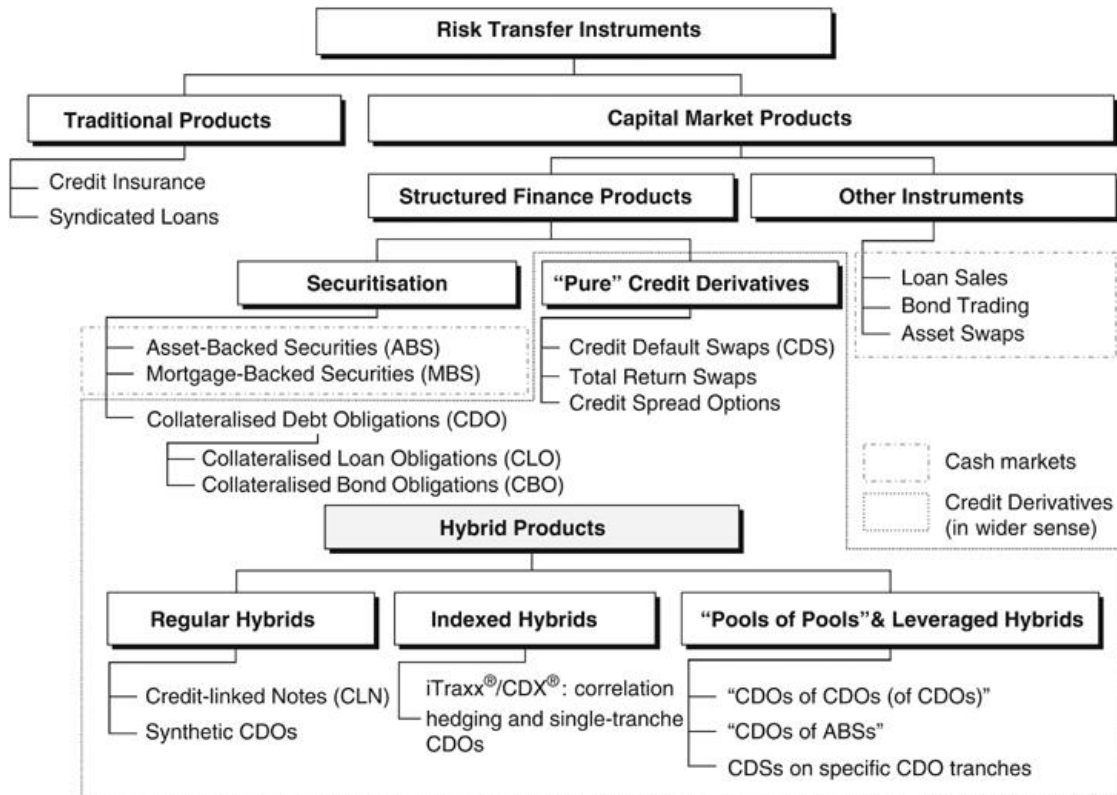 Risk Transfer Instruments
Traditional Products
Capital Market Products
Credit Insurance
Syndicated Loans
Structured Finance Products
Other Instruments
Securitisation
“Pure” Credit Derivatives
Loan Sales
Bond Trading
Asset Swaps
Asset-Backed Securities (ABS)
Mortgage-Backed Securities (MBS)
Collateralised Debt Obligations (CDO)
Collateralised Loan Obligations (CLO)
Collateralised Bond Obligations (CBO)
Credit Default Swaps (CDS)
Total Return Swaps
Credit Spread Options
Cash markets
Credit Derivatives
(in wider sense)
Hybrid Products
Regular Hybrids
Indexed Hybrids
“Pools of Pools”& Leveraged Hybrids
Credit-linked Notes (CLN)
Synthetic CDOs
iTraxx®/CDX®: correlation
hedging and single-tranche
CDOs
“CDOs of CDOs (of CDOs)”
“CDOs of ABSs”
CDSs on specific CDO tranches